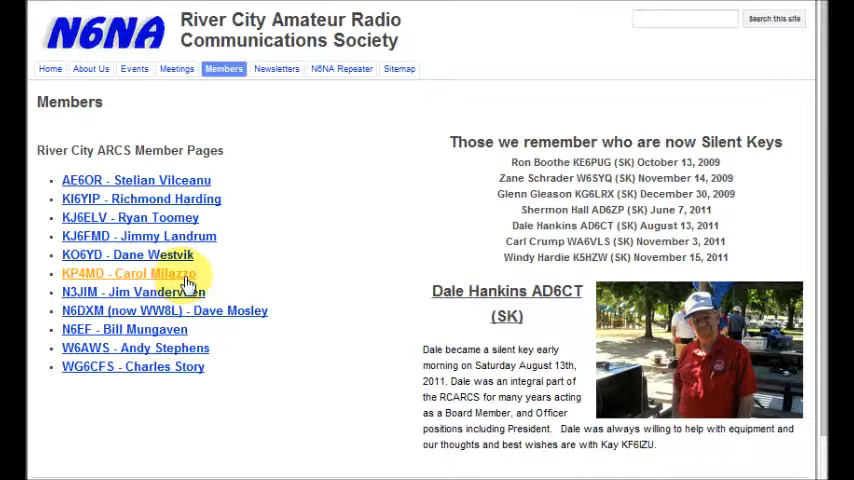 N6NA
River City Amateur Radio
Communications Society
Search this site
Home About Us Events Meetings Members Newsletters N6NA Repeater Sitemap
Members
River City ARCS Member Pages
AE6OR - Stelian Vilceanu
KI6YIP - Richmond Harding
KJ6ELV - Ryan Toomey
KJ6FMD - Jimmy Landrum
KO6YD - Dane Westvik
KP4MD - Carol Milazzo
N3JIM - Jim Vanderveen
N6DXM (now WW8L) - Dave Mosley
N6EF - Bill Mungaven
W6AWS - Andy Stephens
WG6CFS - Charles Story
Those we remember who are now Silent Keys
Ron Boothe KE6PUG (SK) October 13, 2009
Zane Schrader W6SYQ (SK) November 14, 2009
Glenn Gleason KG6LRX (SK) December 30, 2009
Shermon Hall AD6ZP (SK) June 7, 2011
Dale Hankins AD6CT (SK) August 13, 2011
Carl Crump WA6VLS (SK) November 3, 2011
Windy Hardie K5HZW (SK) November 15, 2011
Dale Hankins AD6CT
(SK)
Dale became a silent key early
morning on Saturday August 13th,
2011. Dale was an integral part of
the RCARCS for many years acting
as a Board Member, and Officer
positions including President. Dale was always willing to help with equipment and
our thoughts and best wishes are with Kay KF6IZU.